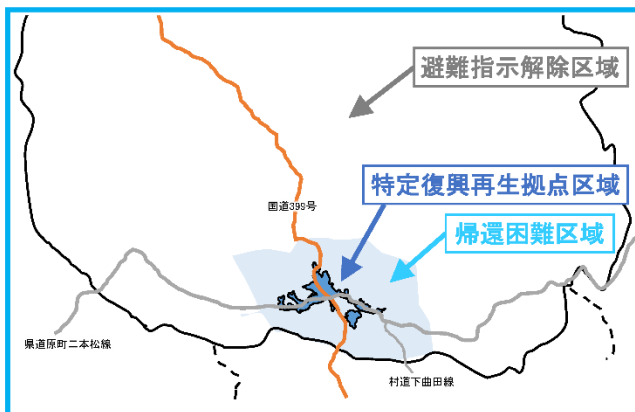 避難指示解除区域
特定復興再生拠点区域
国道399号
帰還困難区域
県道原町二本松線
村道下曲田線